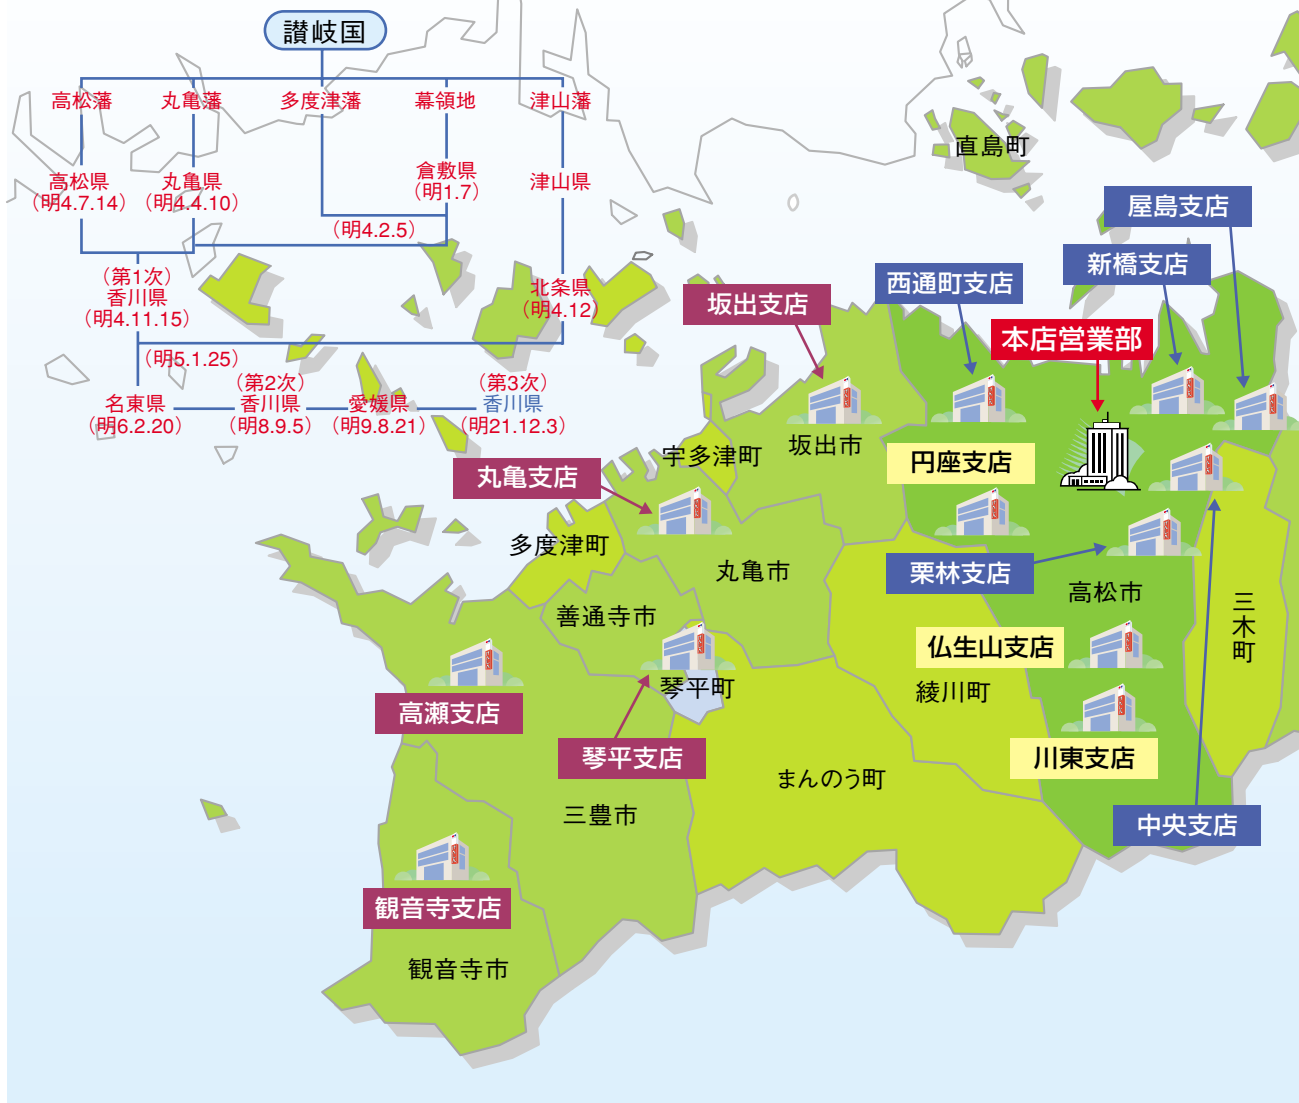 讃岐国
高松藩
丸亀藩
多度津藩
幕領地
津山藩
高松県
(明4.7.14)
丸亀県
(明4.4.10)
倉敷県
(明1.7)
津山県
(明4.2.5)
(第1次)
香川県
(明4.11.15)
北条県
(明4.12)
(明5.1.25)
名東県
(明6.2.20)
(第2次)
香川県
(明8.9.5)
愛媛県
(明9.8.21)
(第3次)
香川県
(明21.12.3)
直島町
屋島支店
新橋支店
西通町支店
坂出支店
本店営業部
坂出市
宇多津町
円座支店
丸亀支店
多度津町
丸亀市
栗林支店
高松市
三木町
善通寺市
仏生山支店
琴平町
綾川町
高瀬支店
琴平支店
川東支店
まんのう町
三豊市
中央支店
観音寺支店
観音寺市